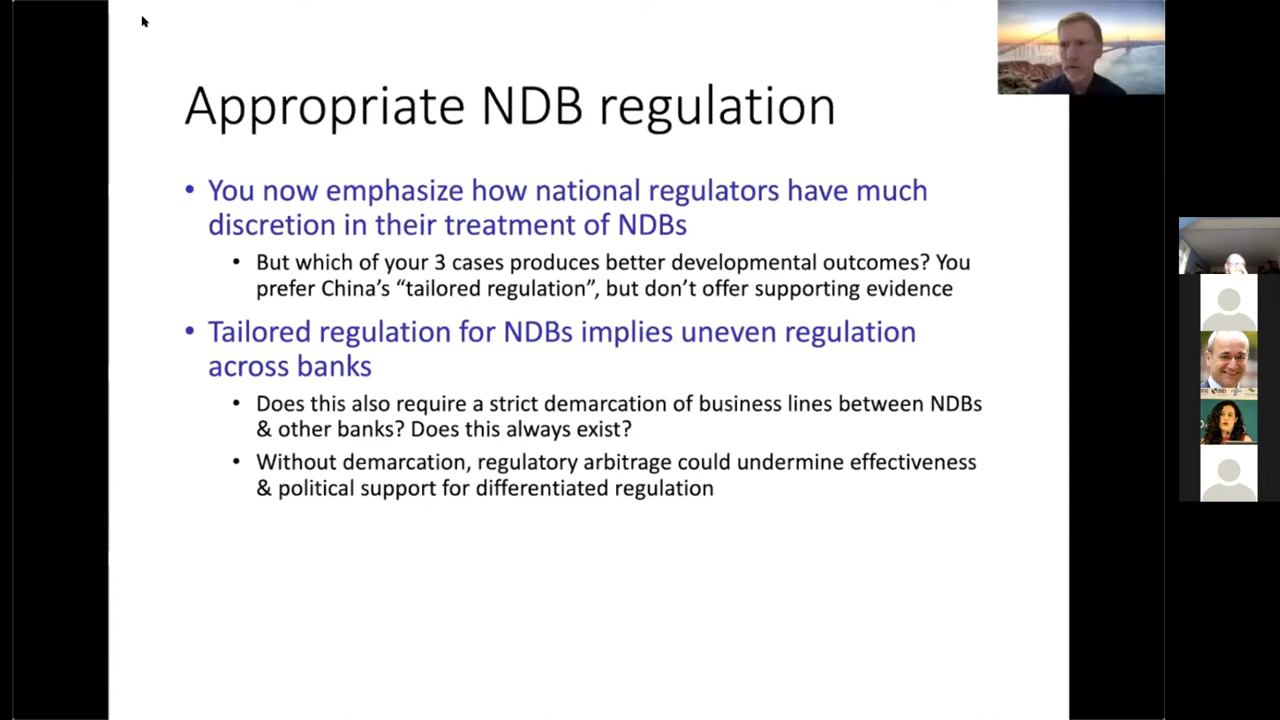 Appropriate NDB regulation
• You now emphasize how national regulators have much
discretion in their treatment of NDBs
• But which of your 3 cases produces better developmental outcomes? You
prefer China’s “tailored regulation”, but don’t offer supporting evidence
• Tailored regulation for NDBs implies uneven regulation
across banks
• Does this also require a strict demarcation of business lines between NDBs
& other banks? Does this always exist?
• Without demarcation, regulatory arbitrage could undermine effectiveness
& political support for differentiated regulation